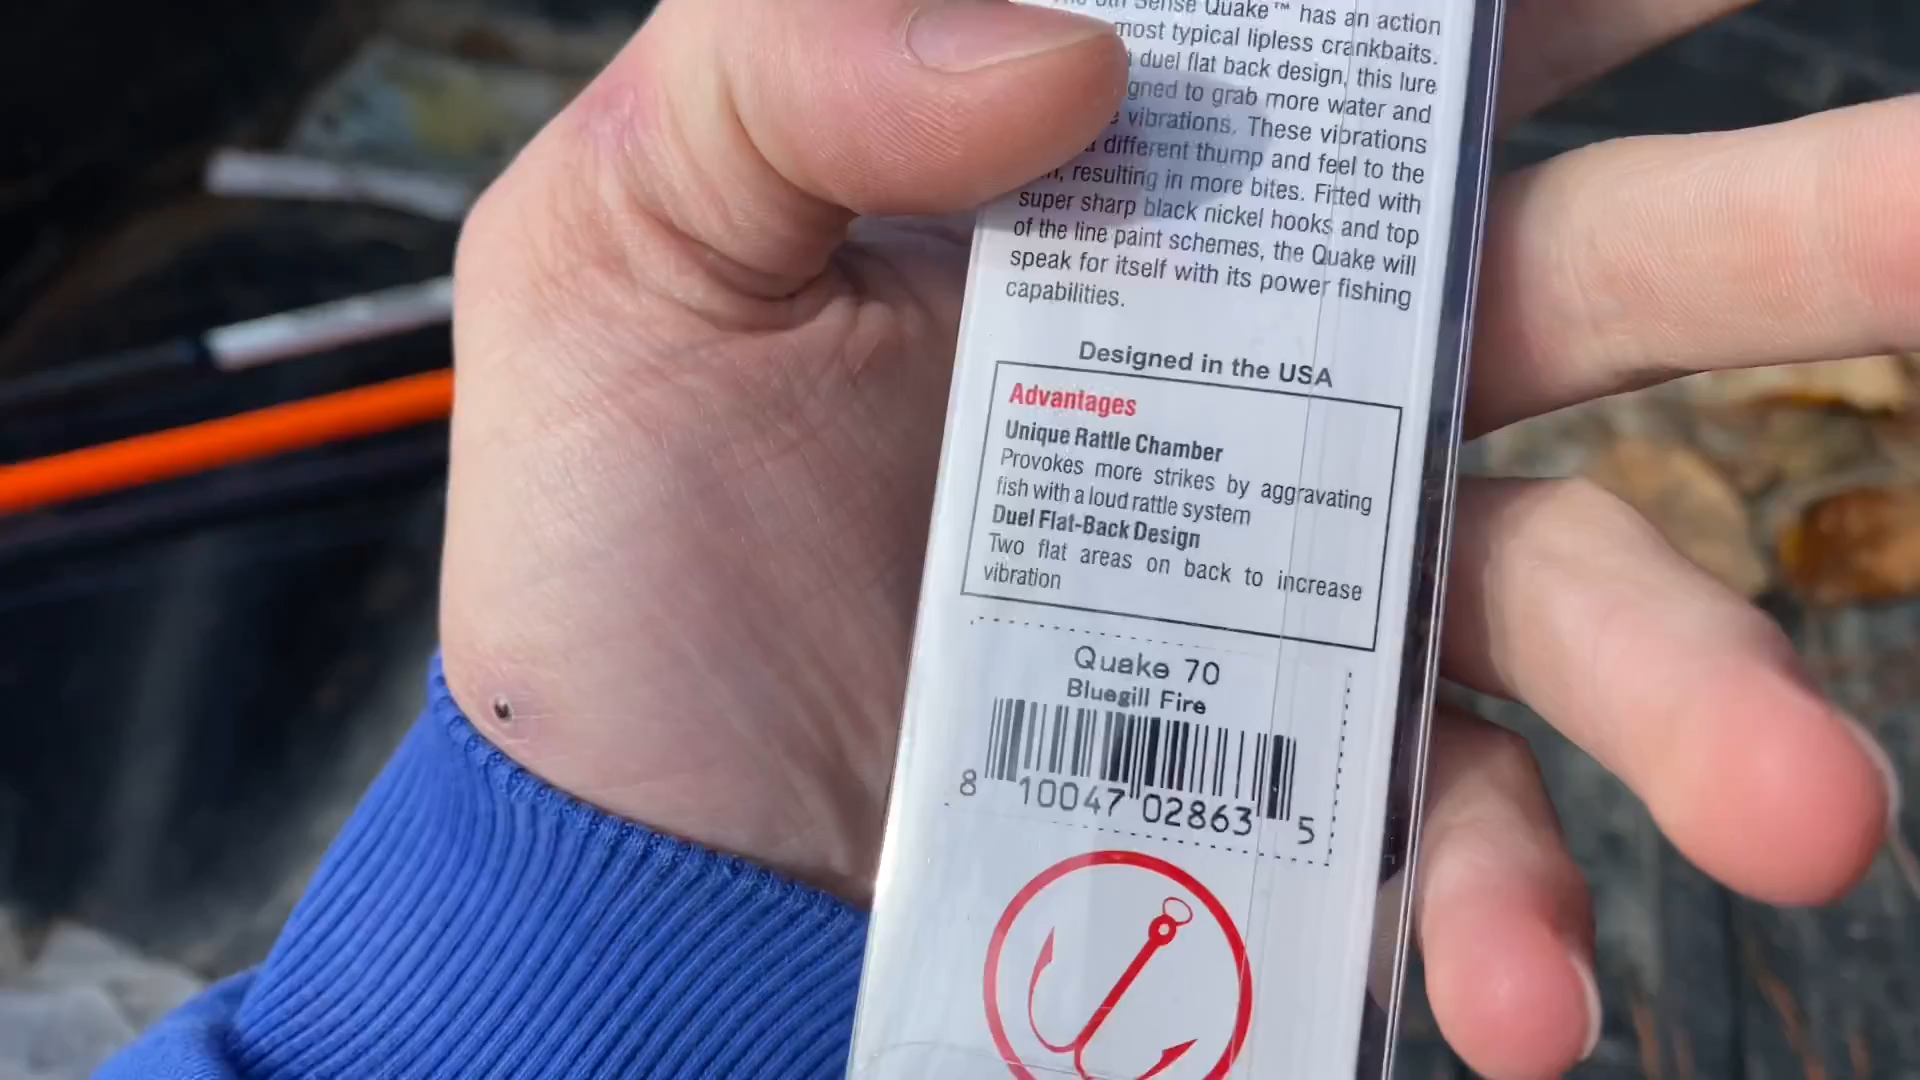 Sense Quake™ has an action
most typical lipless crankbaits.
duel flat back design, this lure
gned to grab more water and
vibrations. These vibrations
different thump and feel to the
resulting in more bites. Fitted with
super sharp black nickel hooks and top
of the line paint schemes, the Quake will
speak for itself with its power fishing
capabilities.
Designed in the USA
Advantages
Unique Rattle Chamber
Provokes more strikes by aggravating
fish with a loud rattle system
Duel Flat-Back Design
Two flat areas on back to increase
vibration
Quake 70
Bluegill Fire
8 10047 02863 5